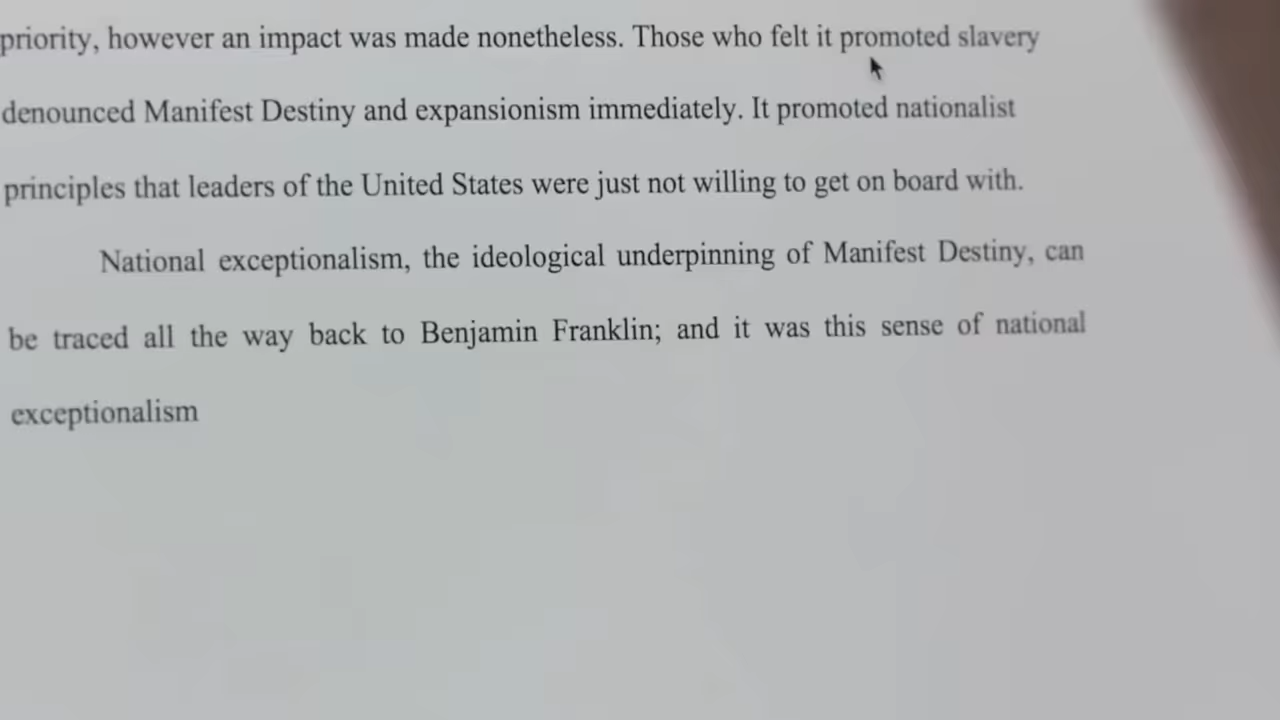 priority, however an impact was made nonetheless. Those who felt it promoted slavery
denounced Manifest Destiny and expansionism immediately. It promoted nationalist
principles that leaders of the United States were just not willing to get on board with.
National exceptionalism, the ideological underpinning of Manifest Destiny, can
be traced all the way back to Benjamin Franklin; and it was this sense of national
exceptionalism